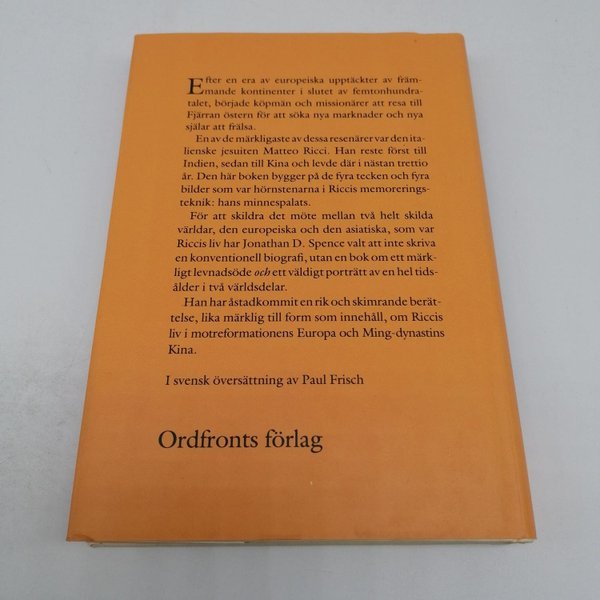 Efter en era av europeiska upptäckter av främ-
mande kontinenter i slutet av femtonhundra-
talet, började köpmän och missionärer att resa till
Fjärran östern för att söka nya marknader och nya
själar att frälsa.
En av de märkligaste av dessa resenärer var den ita-
lienske jesuiten Matteo Ricci. Han reste först till
Indien, sedan till Kina och levde där i nästan trettio
år. Den här boken bygger på de fyra tecken och fyra
bilder som var hörnstenarna i Riccis memorerings-
teknik: hans minnespalats.
För att skildra det möte mellan två helt skilda
världar, den europeiska och den asiatiska, som var
Riccis liv har Jonathan D. Spence valt att inte skriva
en konventionell biografi, utan en bok om ett märk-
ligt levnadsöde och ett väldigt porträtt av en hel tids-
ålder i två världsdelar.
Han har åstadkommit en rik och skimrande berät-
telse, lika märklig till form som innehåll, om Riccis
liv i motreformationens Europa och Ming-dynastins
Kina.
I svensk översättning av Paul Frisch
Ordfronts förlag